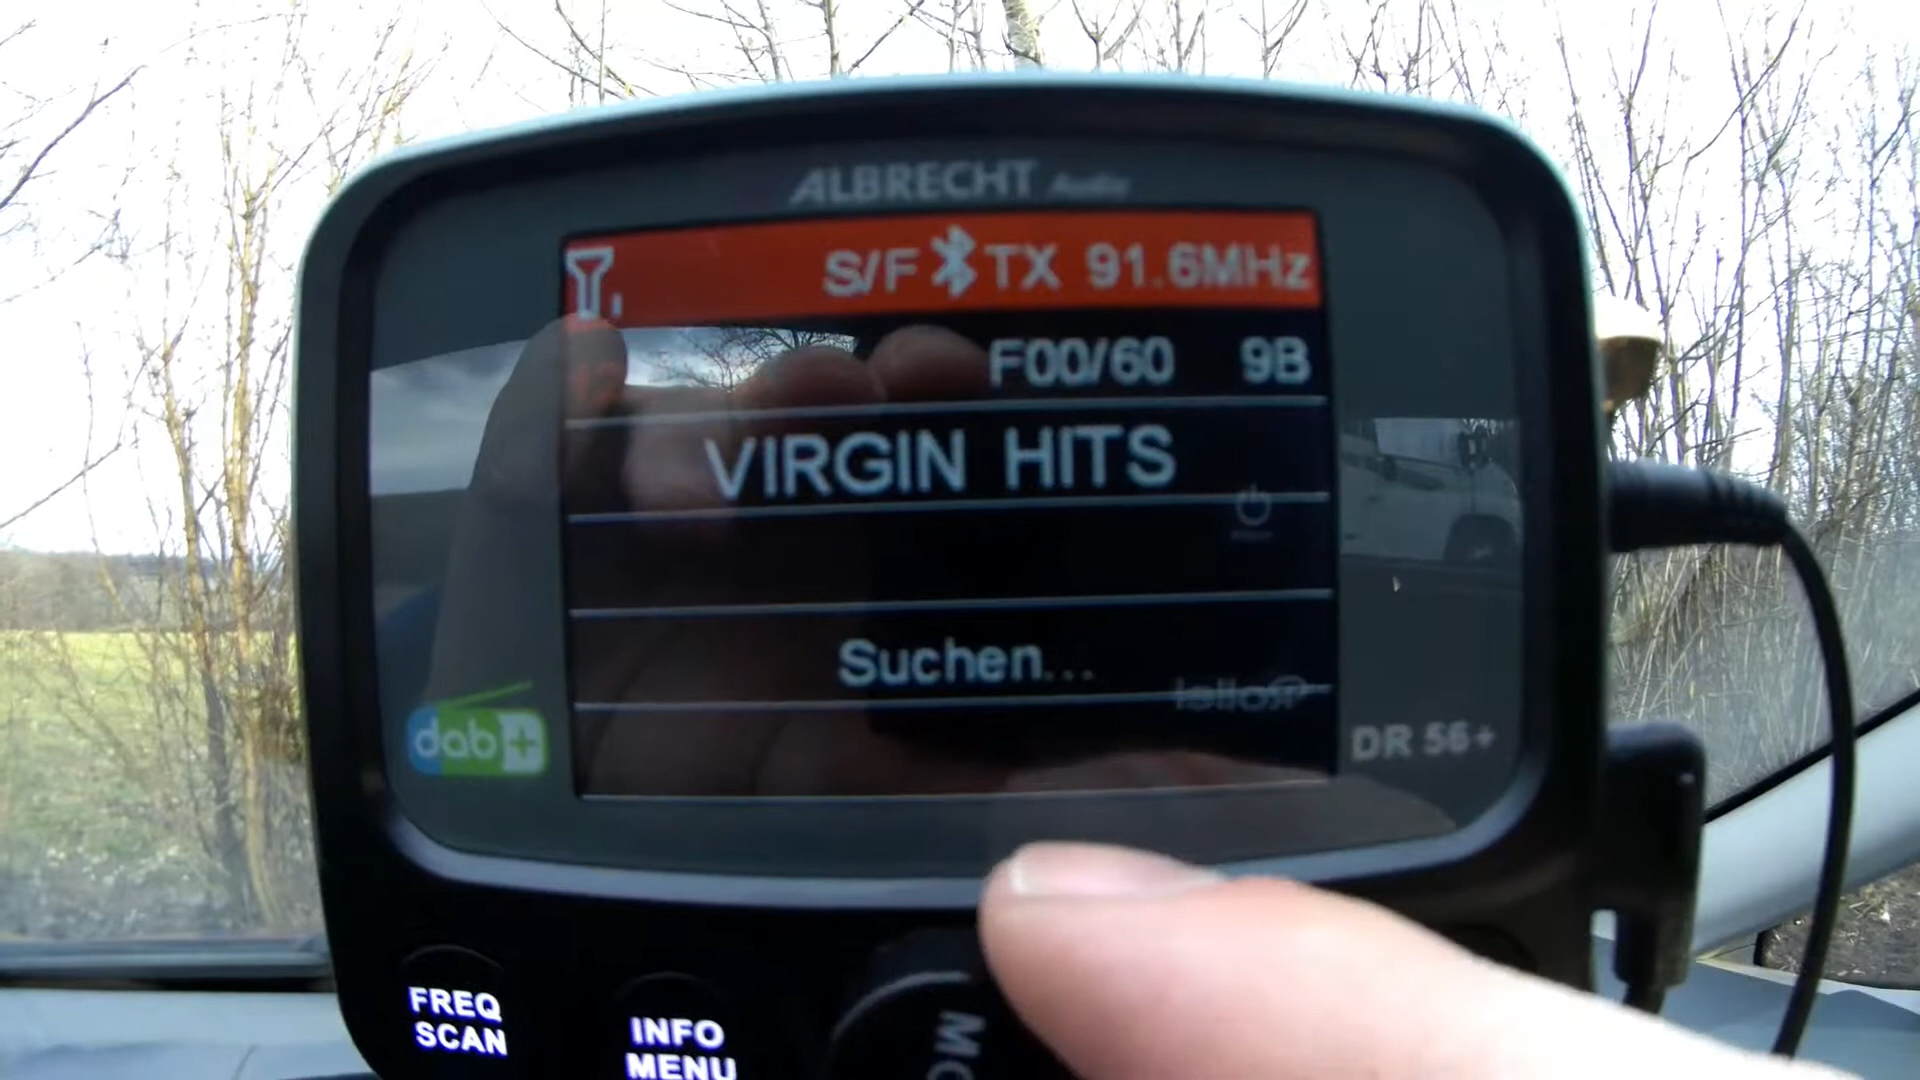 ALBRECHT Audio
S/F TX 91.6MHz
F00/60 9B
VIRGIN HITS
Suchen...
dab+
DR 56+
FREQ
SCAN
INFO
MENU